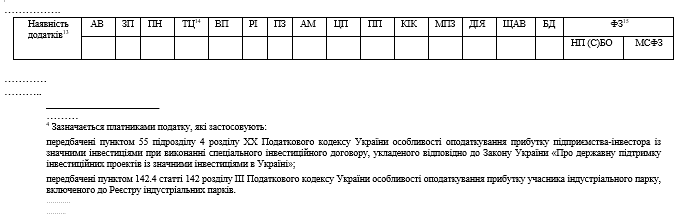 …………….
Наявність додатків13 АВ ЗП ПН ТЦ14 ВП РІ ПЗ АМ ЦП ПП КІК МПЗ ДІЯ ЩАВ БД ФЗ15
НП (С)БО МСФЗ
…………
………..
………
4 Зазначається платниками податку, які застосовують:
передбачені пунктом 55 підрозділу 4 розділу ХХ Податкового кодексу України особливості оподаткування прибутку підприємства-інвестора із
значними інвестиціями при виконанні спеціального інвестиційного договору, укладеного відповідно до Закону України «Про державну підтримку
інвестиційних проектів із значними інвестиціями в Україні»;
передбачені пунктом 142.4 статті 142 розділу ІІІ Податкового кодексу України особливості оподаткування прибутку учасника індустріального парку,
включеного до Реєстру індустріальних парків.
…………
……….